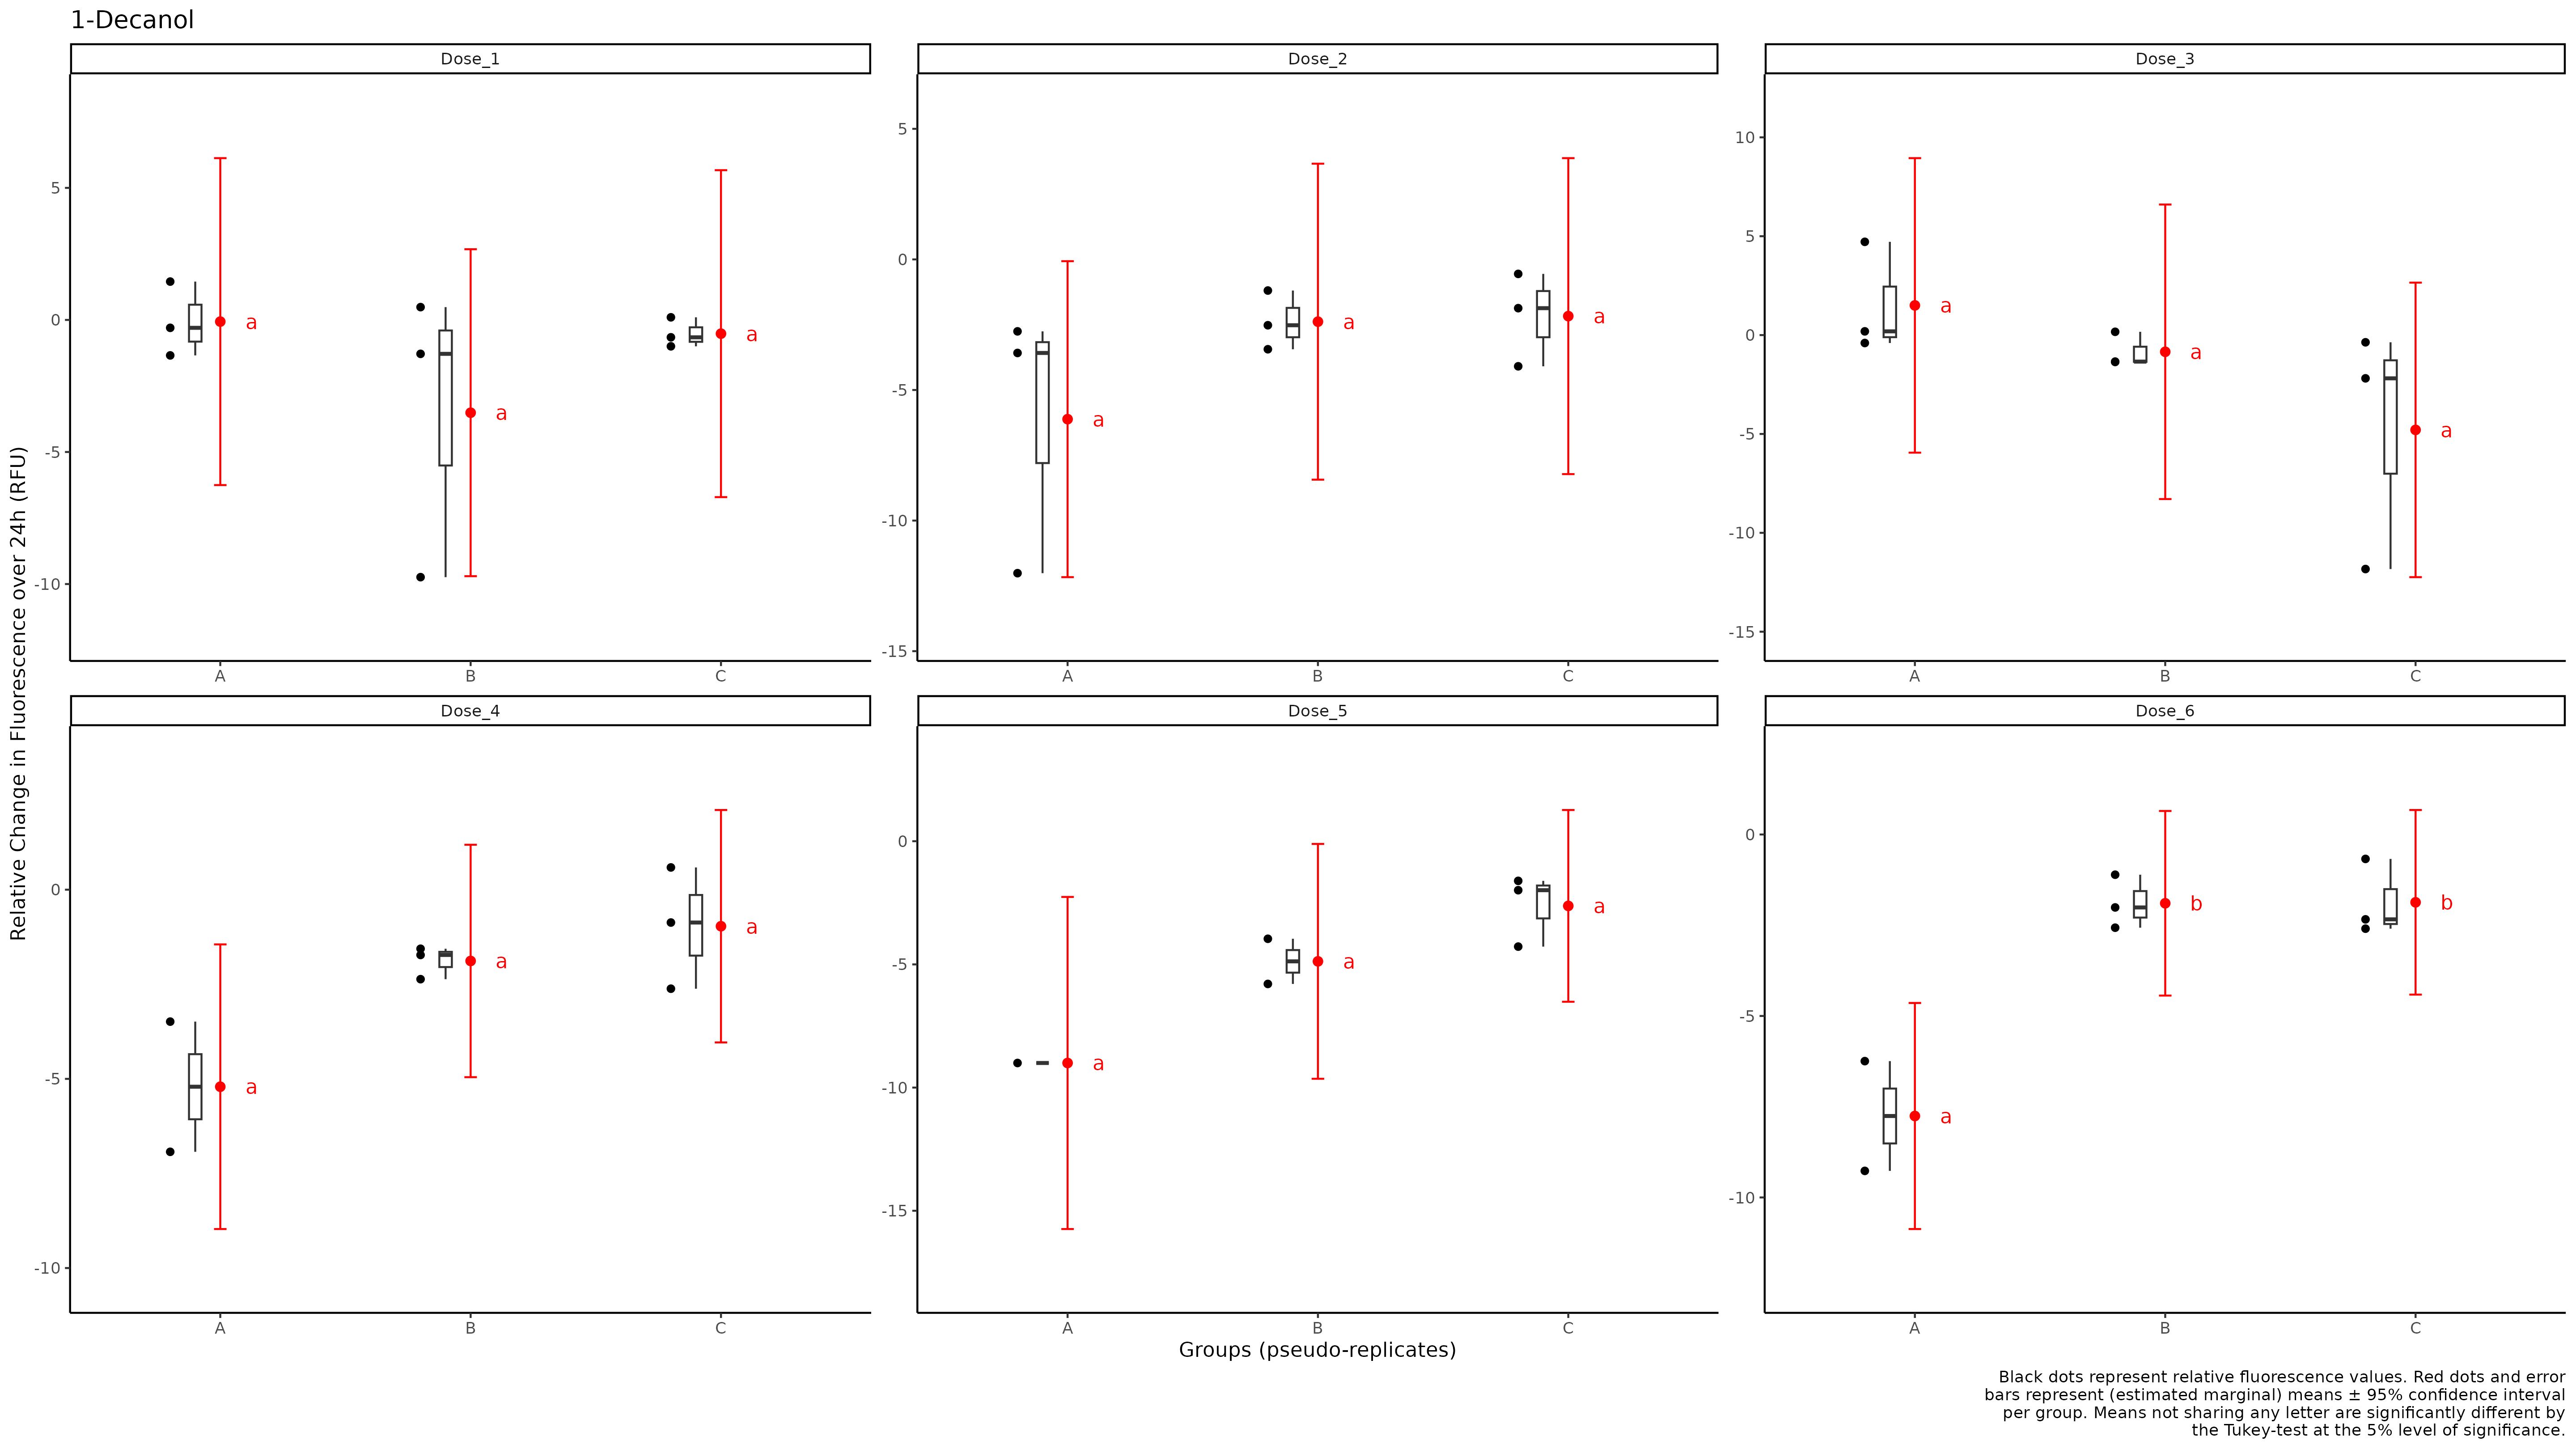 1-Decanol
Dose_1
Dose_2
Dose_3
5
0
-5
-10
a
a
a
A
B
C
5
0
-5
-10
-15
a
a
a
A
B
C
10
5
0
-5
-10
-15
a
a
a
A
B
C
Relative Change in Fluorescence over 24h (RFU)
Dose_4
Dose_5
Dose_6
0
-5
-10
a
a
a
A
B
C
0
-5
-10
-15
a
a
a
A
B
C
0
-5
-10
a
b
b
A
B
C
Groups (pseudo-replicates)
Black dots represent relative fluorescence values. Red dots and error
bars represent (estimated marginal) means ± 95% confidence interval
per group. Means not sharing any letter are significantly different by
the Tukey-test at the 5% level of significance.